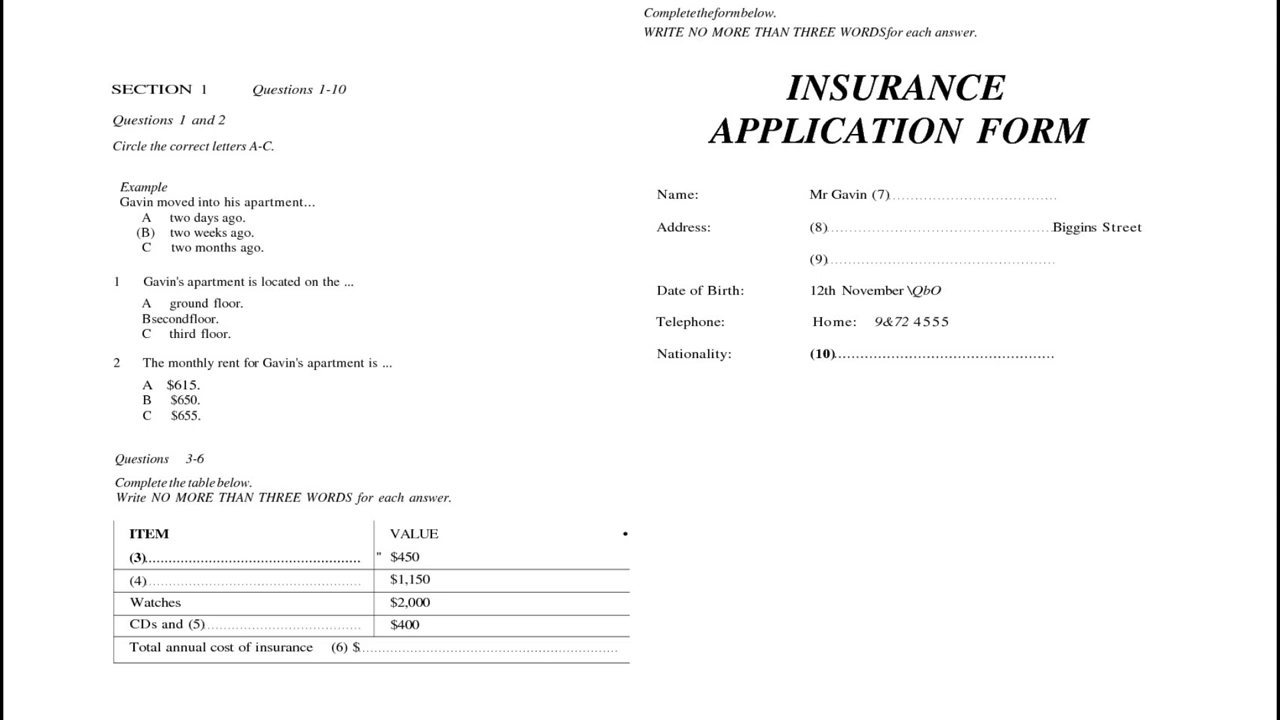 SECTION 1 Questions 1-10
Questions 1 and 2
Circle the correct letters A-C.
Example
Gavin moved into his apartment...
A two days ago.
(B) two weeks ago.
C two months ago.
1 Gavin's apartment is located on the ...
A ground floor.
Bsecondfloor.
C third floor.
2 The monthly rent for Gavin's apartment is ...
A $615.
B $650.
C $655.
Questions 3-6
Complete the table below.
Write NO MORE THAN THREE WORDS for each answer.
ITEM VALUE •
(3)...................................................... " $450
(4)...................................................... $1,150
Watches $2,000
CDs and (5)....................................... $400
Total annual cost of insurance (6) $................................................................
Completetheformbelow.
WRITE NO MORE THAN THREE WORDSfor each answer.
INSURANCE
APPLICATION FORM
Name: Mr Gavin (7)..........................................
Address: (8)........................................................Biggins Street
(9)........................................................
Date of Birth: 12th November \QbO
Telephone: Home: 9&72 4555
Nationality: (10)......................................................